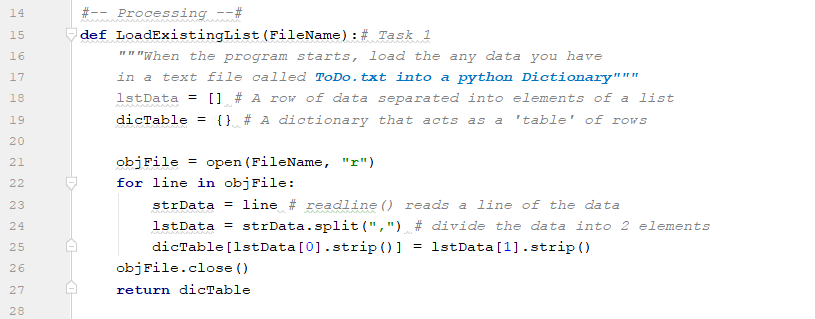 14 #-- Processing --#
15 def LoadExistingList(FileName):# Task 1
16 """When the program starts, load the any data you have
17 in a text file called ToDo.txt into a python Dictionary"""
18 lstData = [] # A row of data separated into elements of a list
19 dicTable = {} # A dictionary that acts as a 'table' of rows
20
21 objFile = open(FileName, "r")
22 for line in objFile:
23 strData = line # readline() reads a line of the data
24 lstData = strData.split(",") # divide the data into 2 elements
25 dicTable[lstData[0].strip()] = lstData[1].strip()
26 objFile.close()
27 return dicTable
28